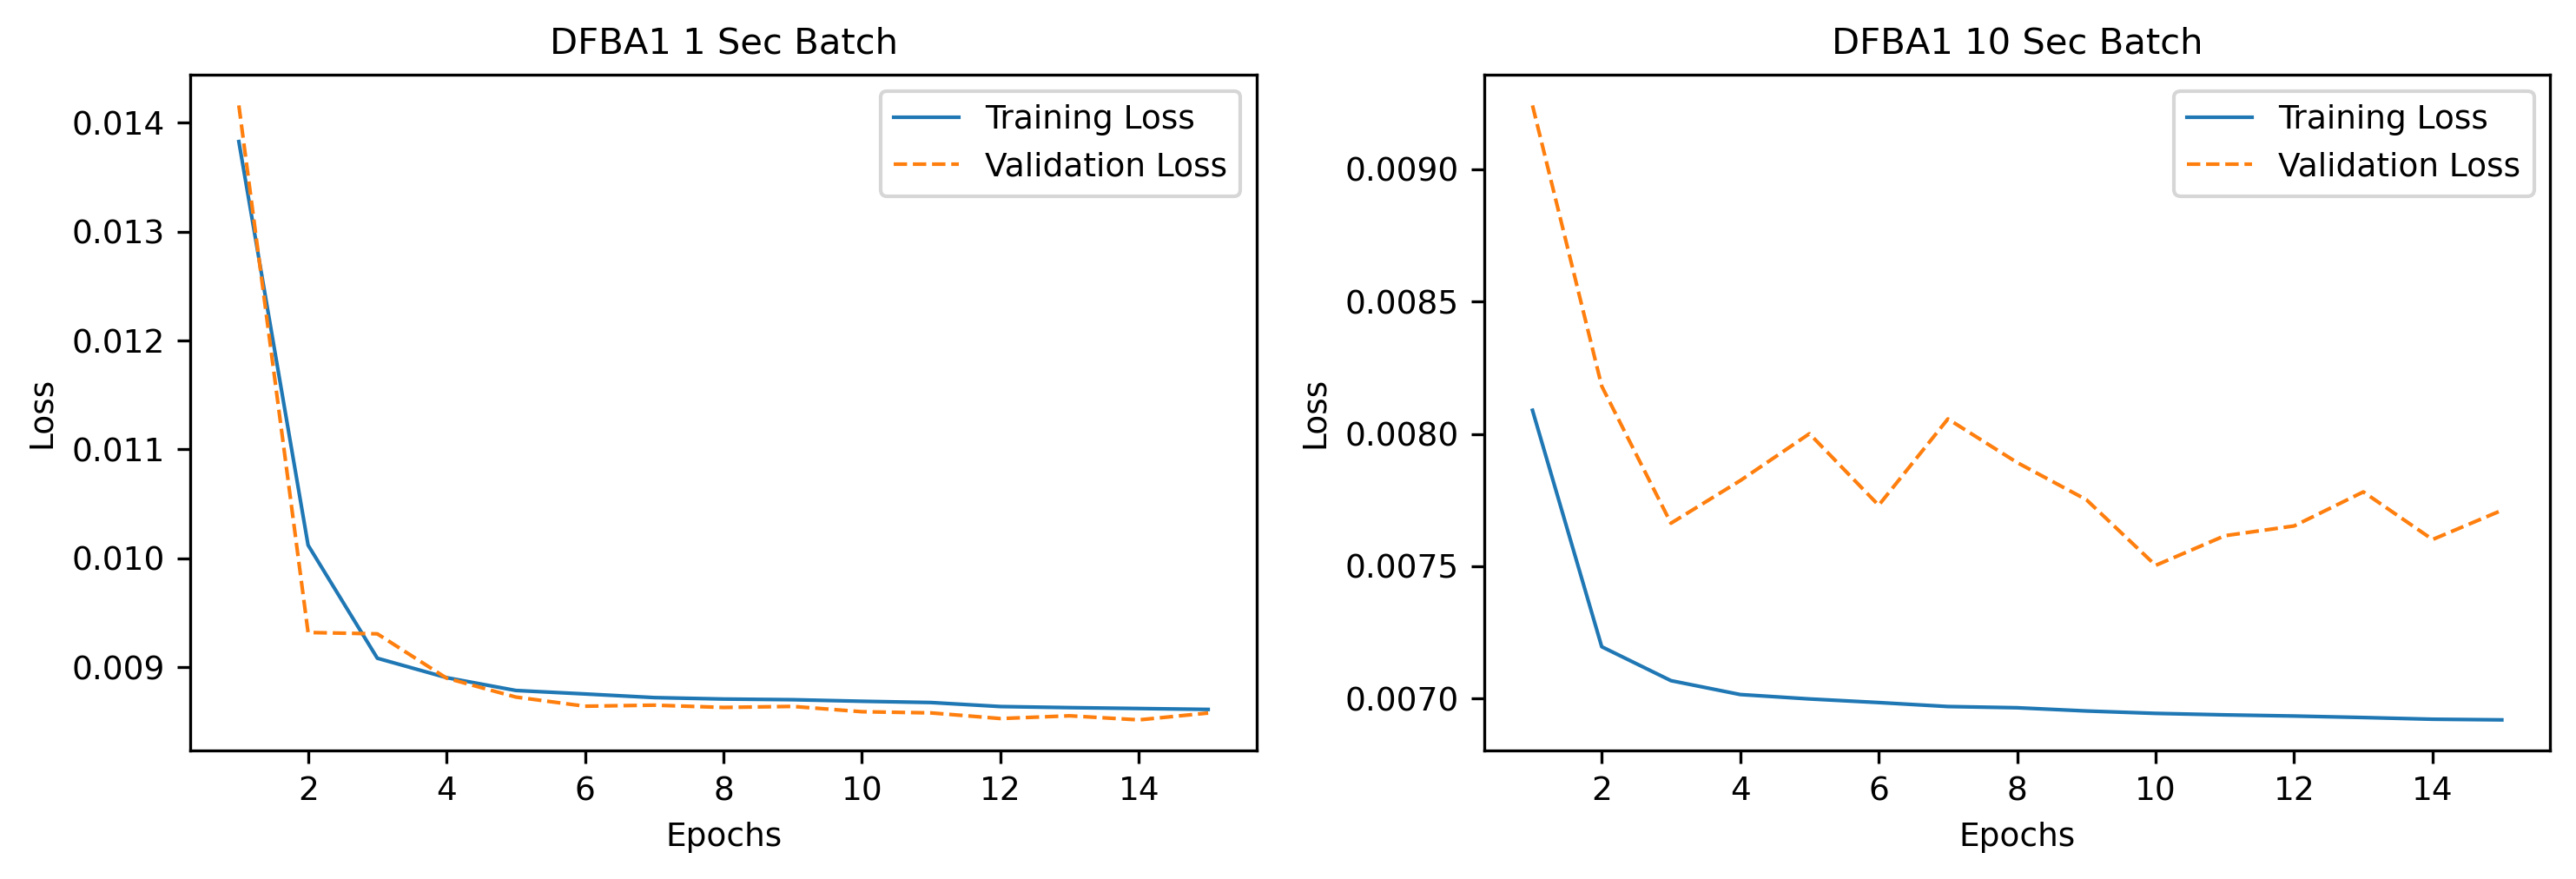 DFBA1 1 Sec Batch
Training Loss
Validation Loss
0.014
0.013
0.012
0.011
0.010
0.009
Loss
2 4 6 8 10 12 14
Epochs
DFBA1 10 Sec Batch
Training Loss
Validation Loss
0.0090
0.0085
0.0080
0.0075
0.0070
Loss
2 4 6 8 10 12 14
Epochs